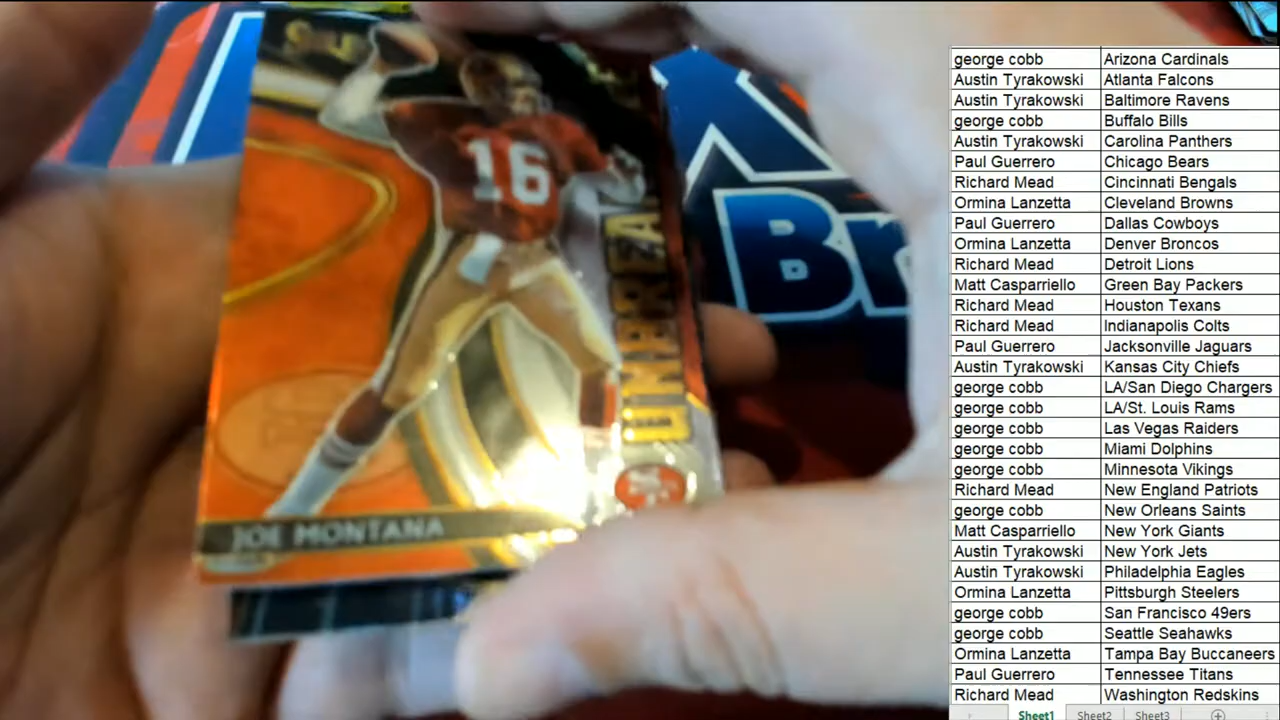 16
UNBREA
JOE MONTANA
Br
george cobb Arizona Cardinals
Austin Tyrakowski Atlanta Falcons
Austin Tyrakowski Baltimore Ravens
george cobb Buffalo Bills
Austin Tyrakowski Carolina Panthers
Paul Guerrero Chicago Bears
Richard Mead Cincinnati Bengals
Ormina Lanzetta Cleveland Browns
Paul Guerrero Dallas Cowboys
Ormina Lanzetta Denver Broncos
Richard Mead Detroit Lions
Matt Casparriello Green Bay Packers
Richard Mead Houston Texans
Richard Mead Indianapolis Colts
Paul Guerrero Jacksonville Jaguars
Austin Tyrakowski Kansas City Chiefs
george cobb LA/San Diego Chargers
george cobb LA/St. Louis Rams
george cobb Las Vegas Raiders
george cobb Miami Dolphins
george cobb Minnesota Vikings
Richard Mead New England Patriots
george cobb New Orleans Saints
Matt Casparriello New York Giants
Austin Tyrakowski New York Jets
Austin Tyrakowski Philadelphia Eagles
Ormina Lanzetta Pittsburgh Steelers
george cobb San Francisco 49ers
george cobb Seattle Seahawks
Ormina Lanzetta Tampa Bay Buccaneers
Paul Guerrero Tennessee Titans
Richard Mead Washington Redskins
Sheet1 Sheet2 Sheet3